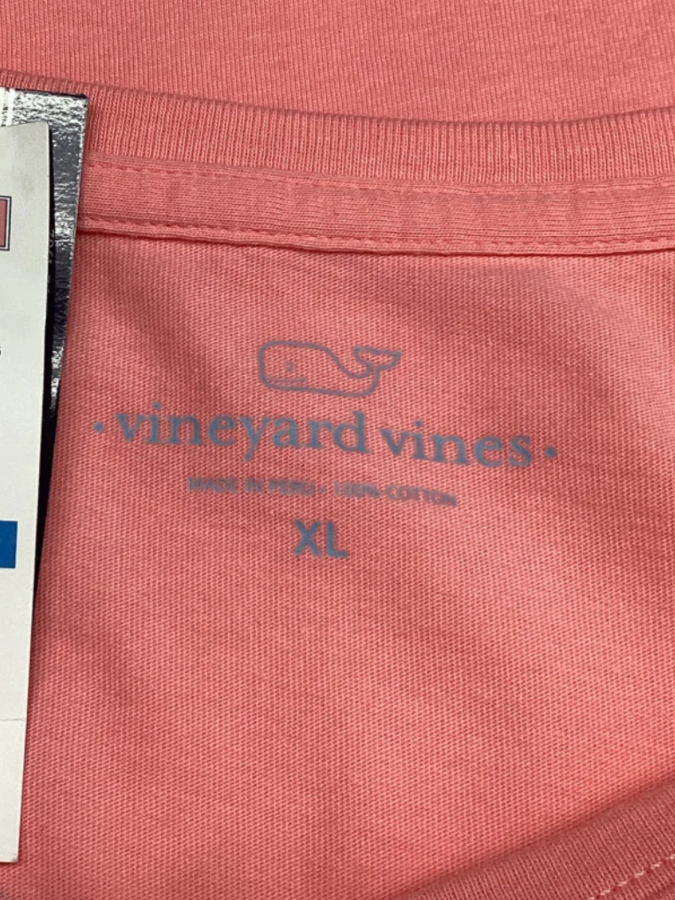 · vineyard vines ·
MADE IN PERU • 100% COTTON
XL